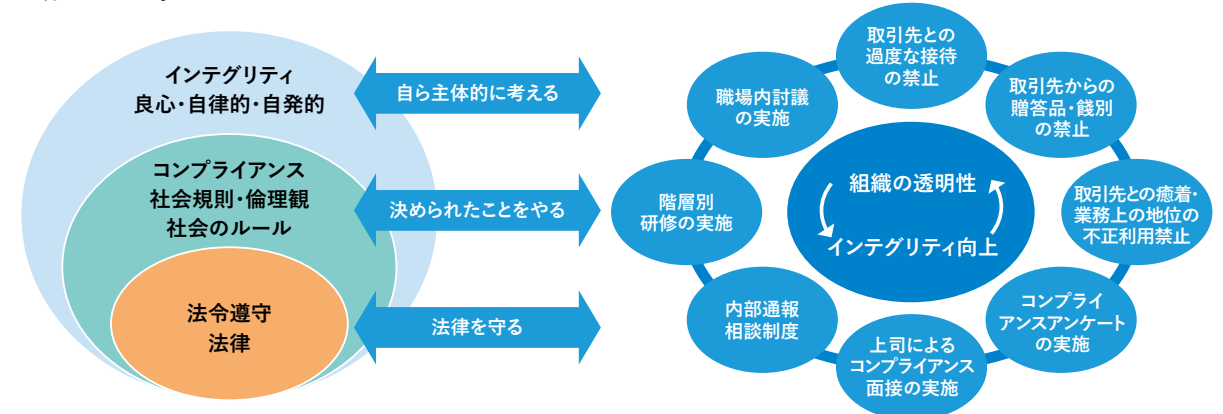 インテグリティ
良心・自律的・自発的
コンプライアンス
社会規則・倫理観
社会のルール
法令遵守
法律
自ら主体的に考える
決められたことをやる
法律を守る
取引先との
過度な接待
の禁止
取引先からの
贈答品・餞別
の禁止
取引先との癒着・
業務上の地位の
不正利用禁止
コンプライ
アンスアンケート
の実施
上司による
コンプライアンス
面接の実施
内部通報
相談制度
階層別
研修の実施
職場内討議
の実施
組織の透明性
インテグリティ向上